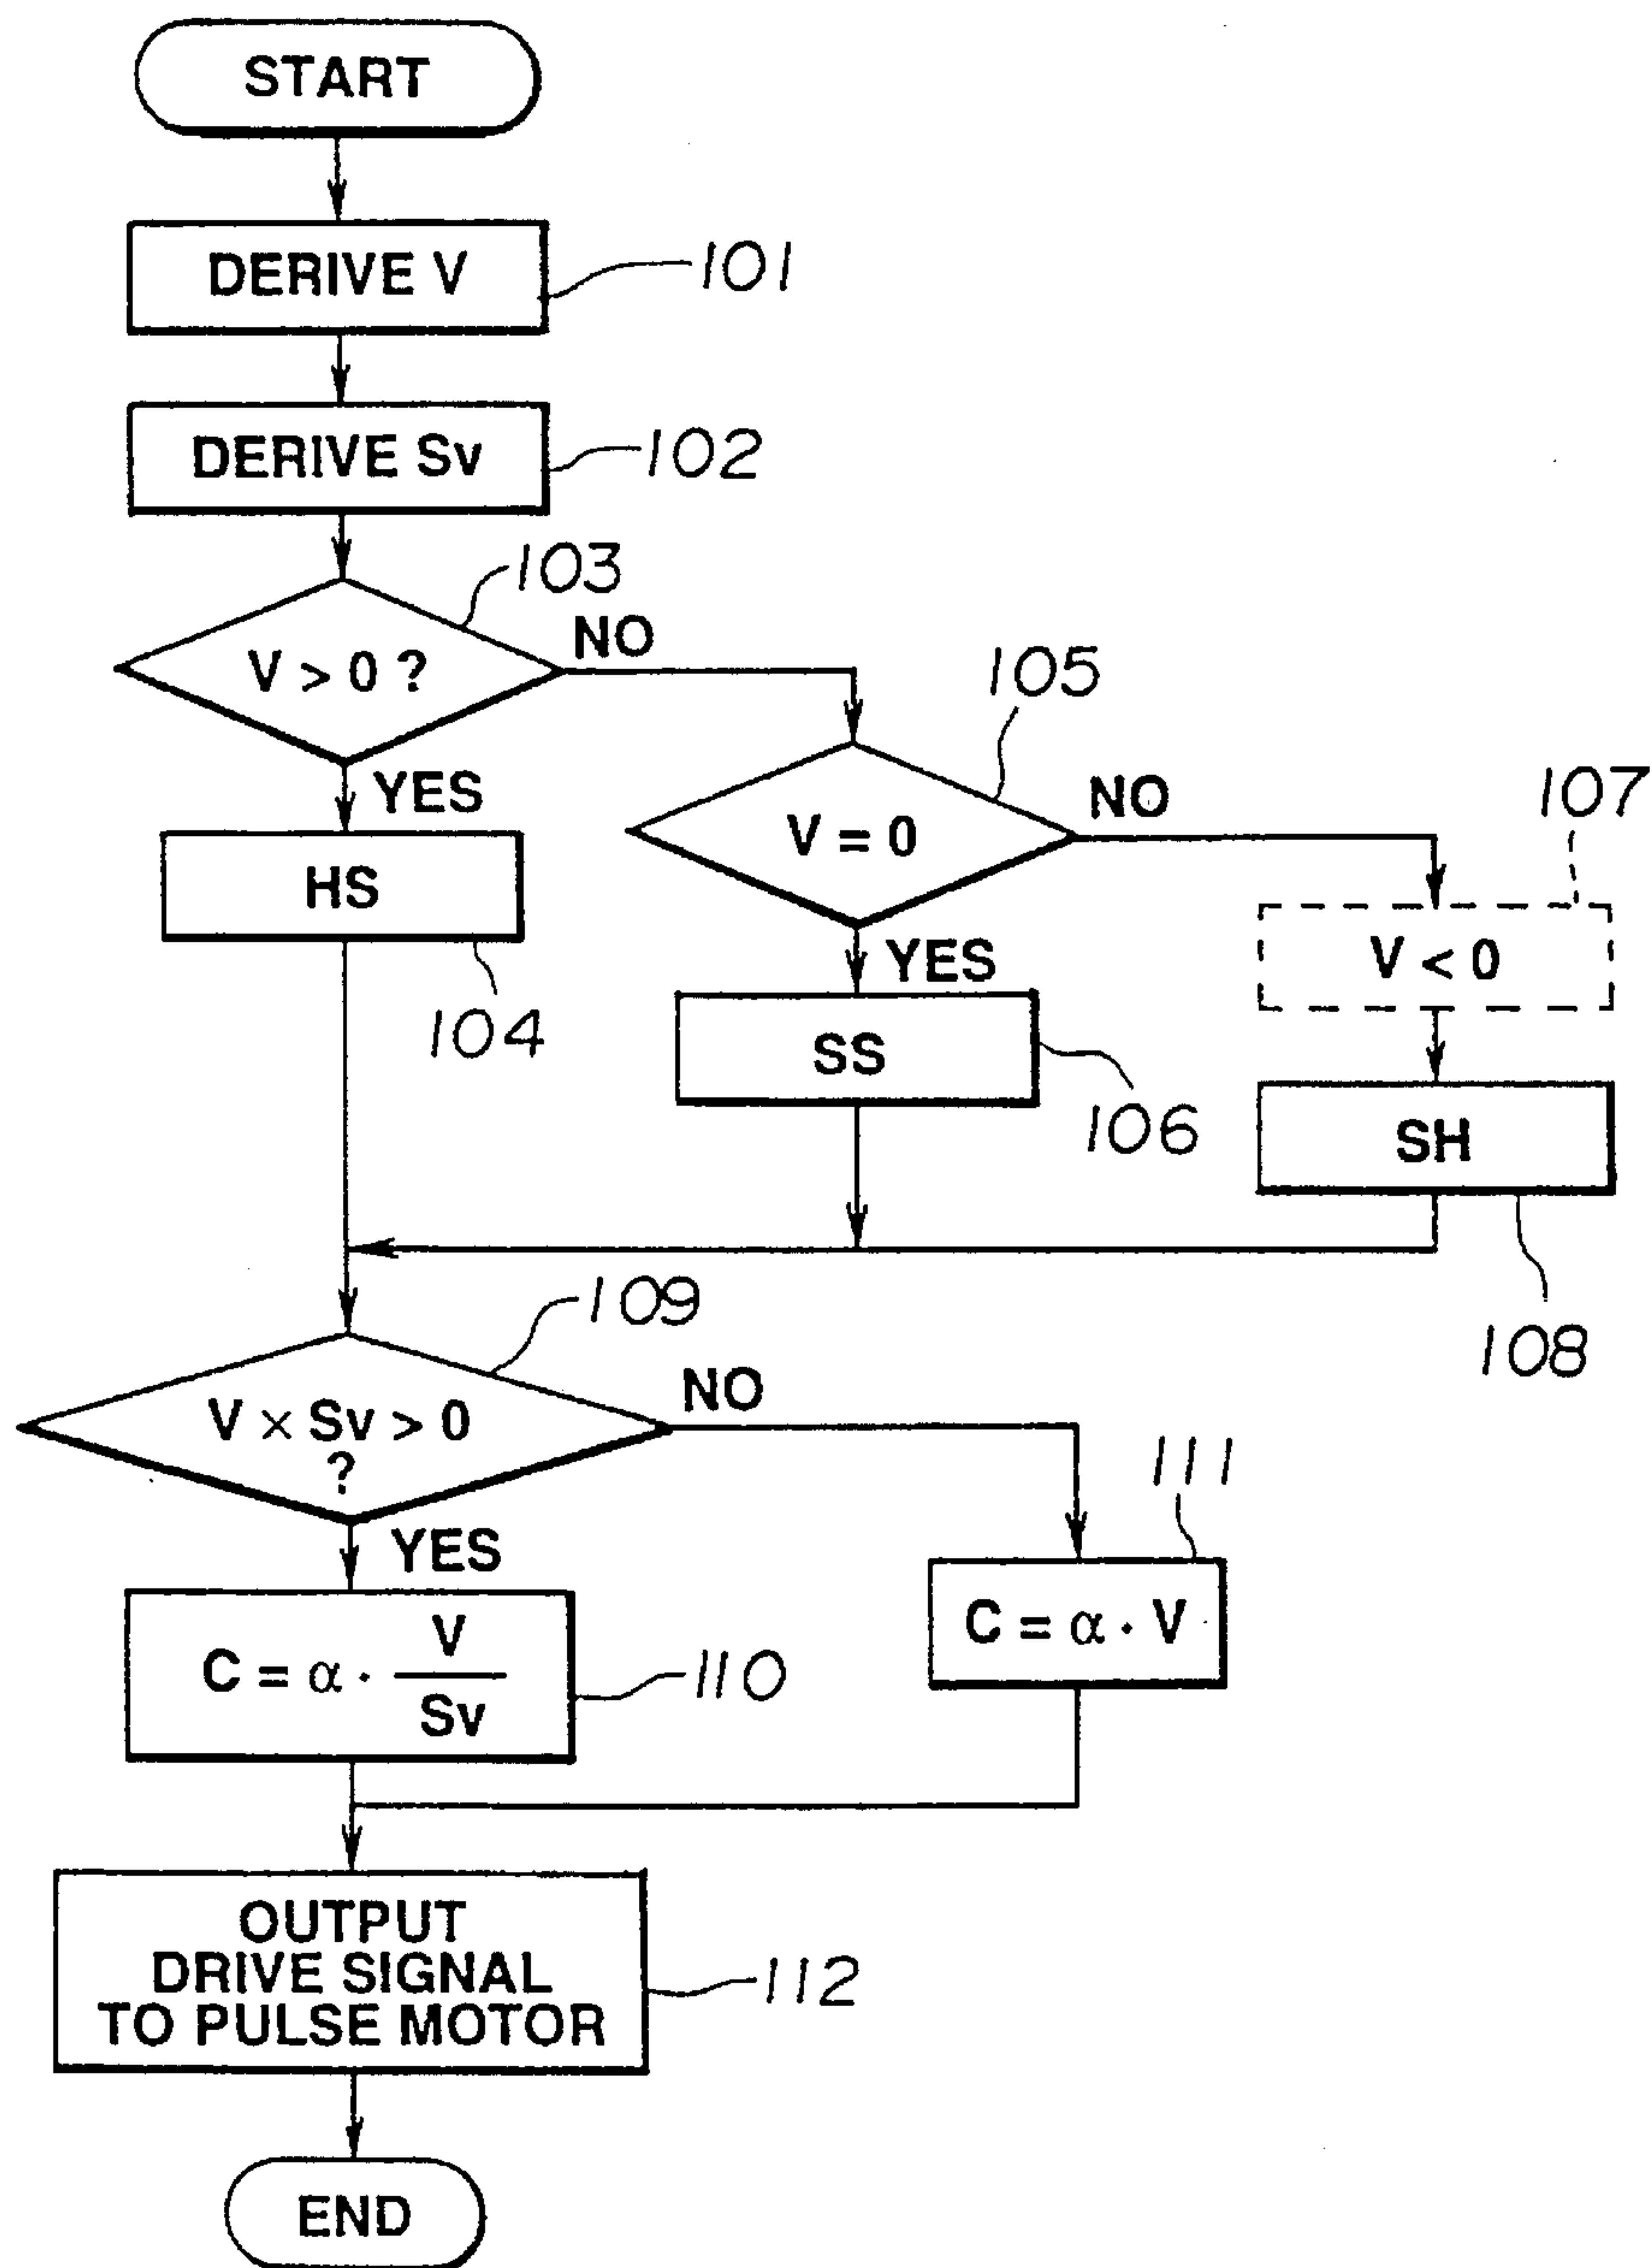 START
DERIVE V
101
DERIVE Sv
102
103
V > 0 ?
NO
YES
HS
104
105
V = 0
NO
YES
SS
106
107
V < 0
SH
108
109
V × Sv > 0
?
NO
YES
C = α · V / Sv
110
111
C = α · V
OUTPUT
DRIVE SIGNAL
TO PULSE MOTOR
112
END